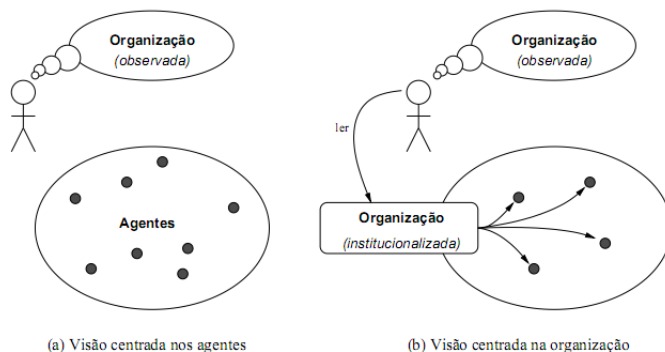 Organização
(observada)
Agentes
(a) Visão centrada nos agentes
Organização
(observada)
ler
Organização
(institucionalizada)
(b) Visão centrada na organização